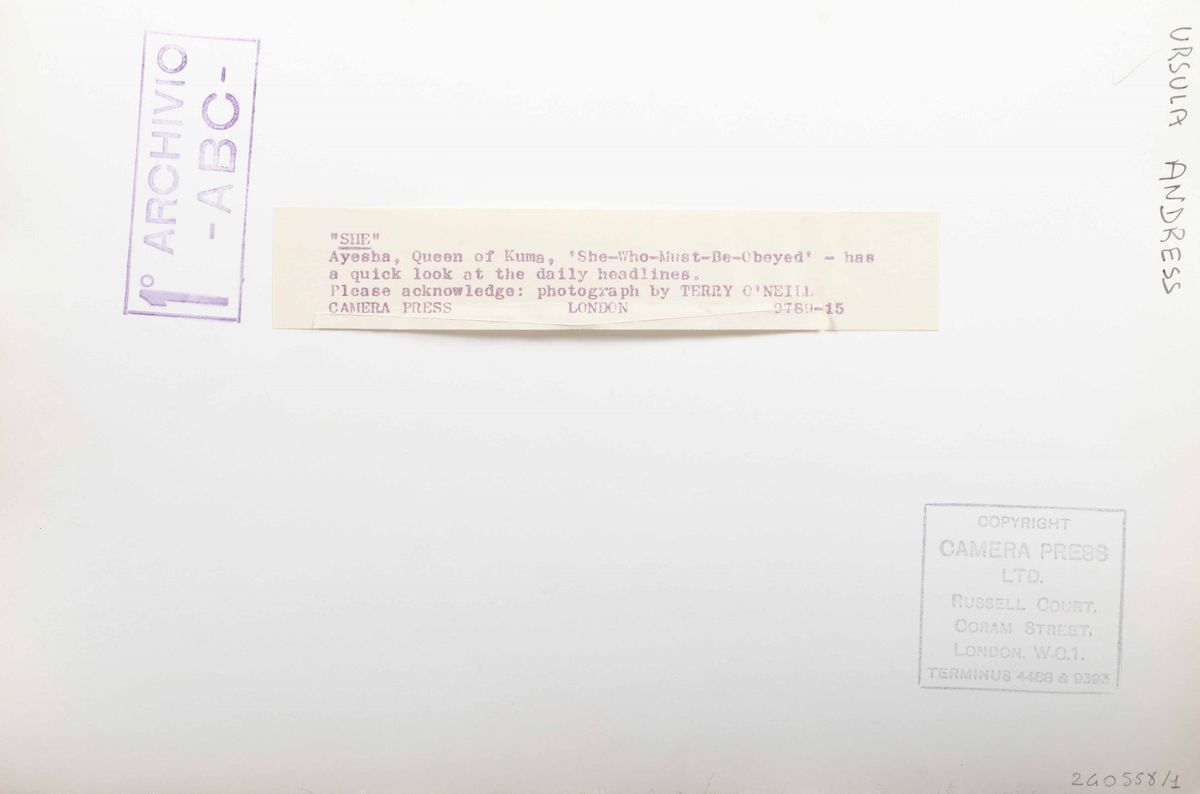 1° ARCHIVIO
-ABC-
URSULA ANDRESS
"SHE"
Ayesha, Queen of Kuma, 'She-Who-Must-Be-Obeyed' - has
a quick look at the daily headlines.
Please acknowledge: photograph by TERRY O'NEILL
CAMERA PRESS LONDON 9789-15
COPYRIGHT
CAMERA PRESS
LTD.
RUSSELL COURT,
CORAM STREET,
LONDON. W.C.1.
TERMINUS 4488 & 9393
2G0558/1